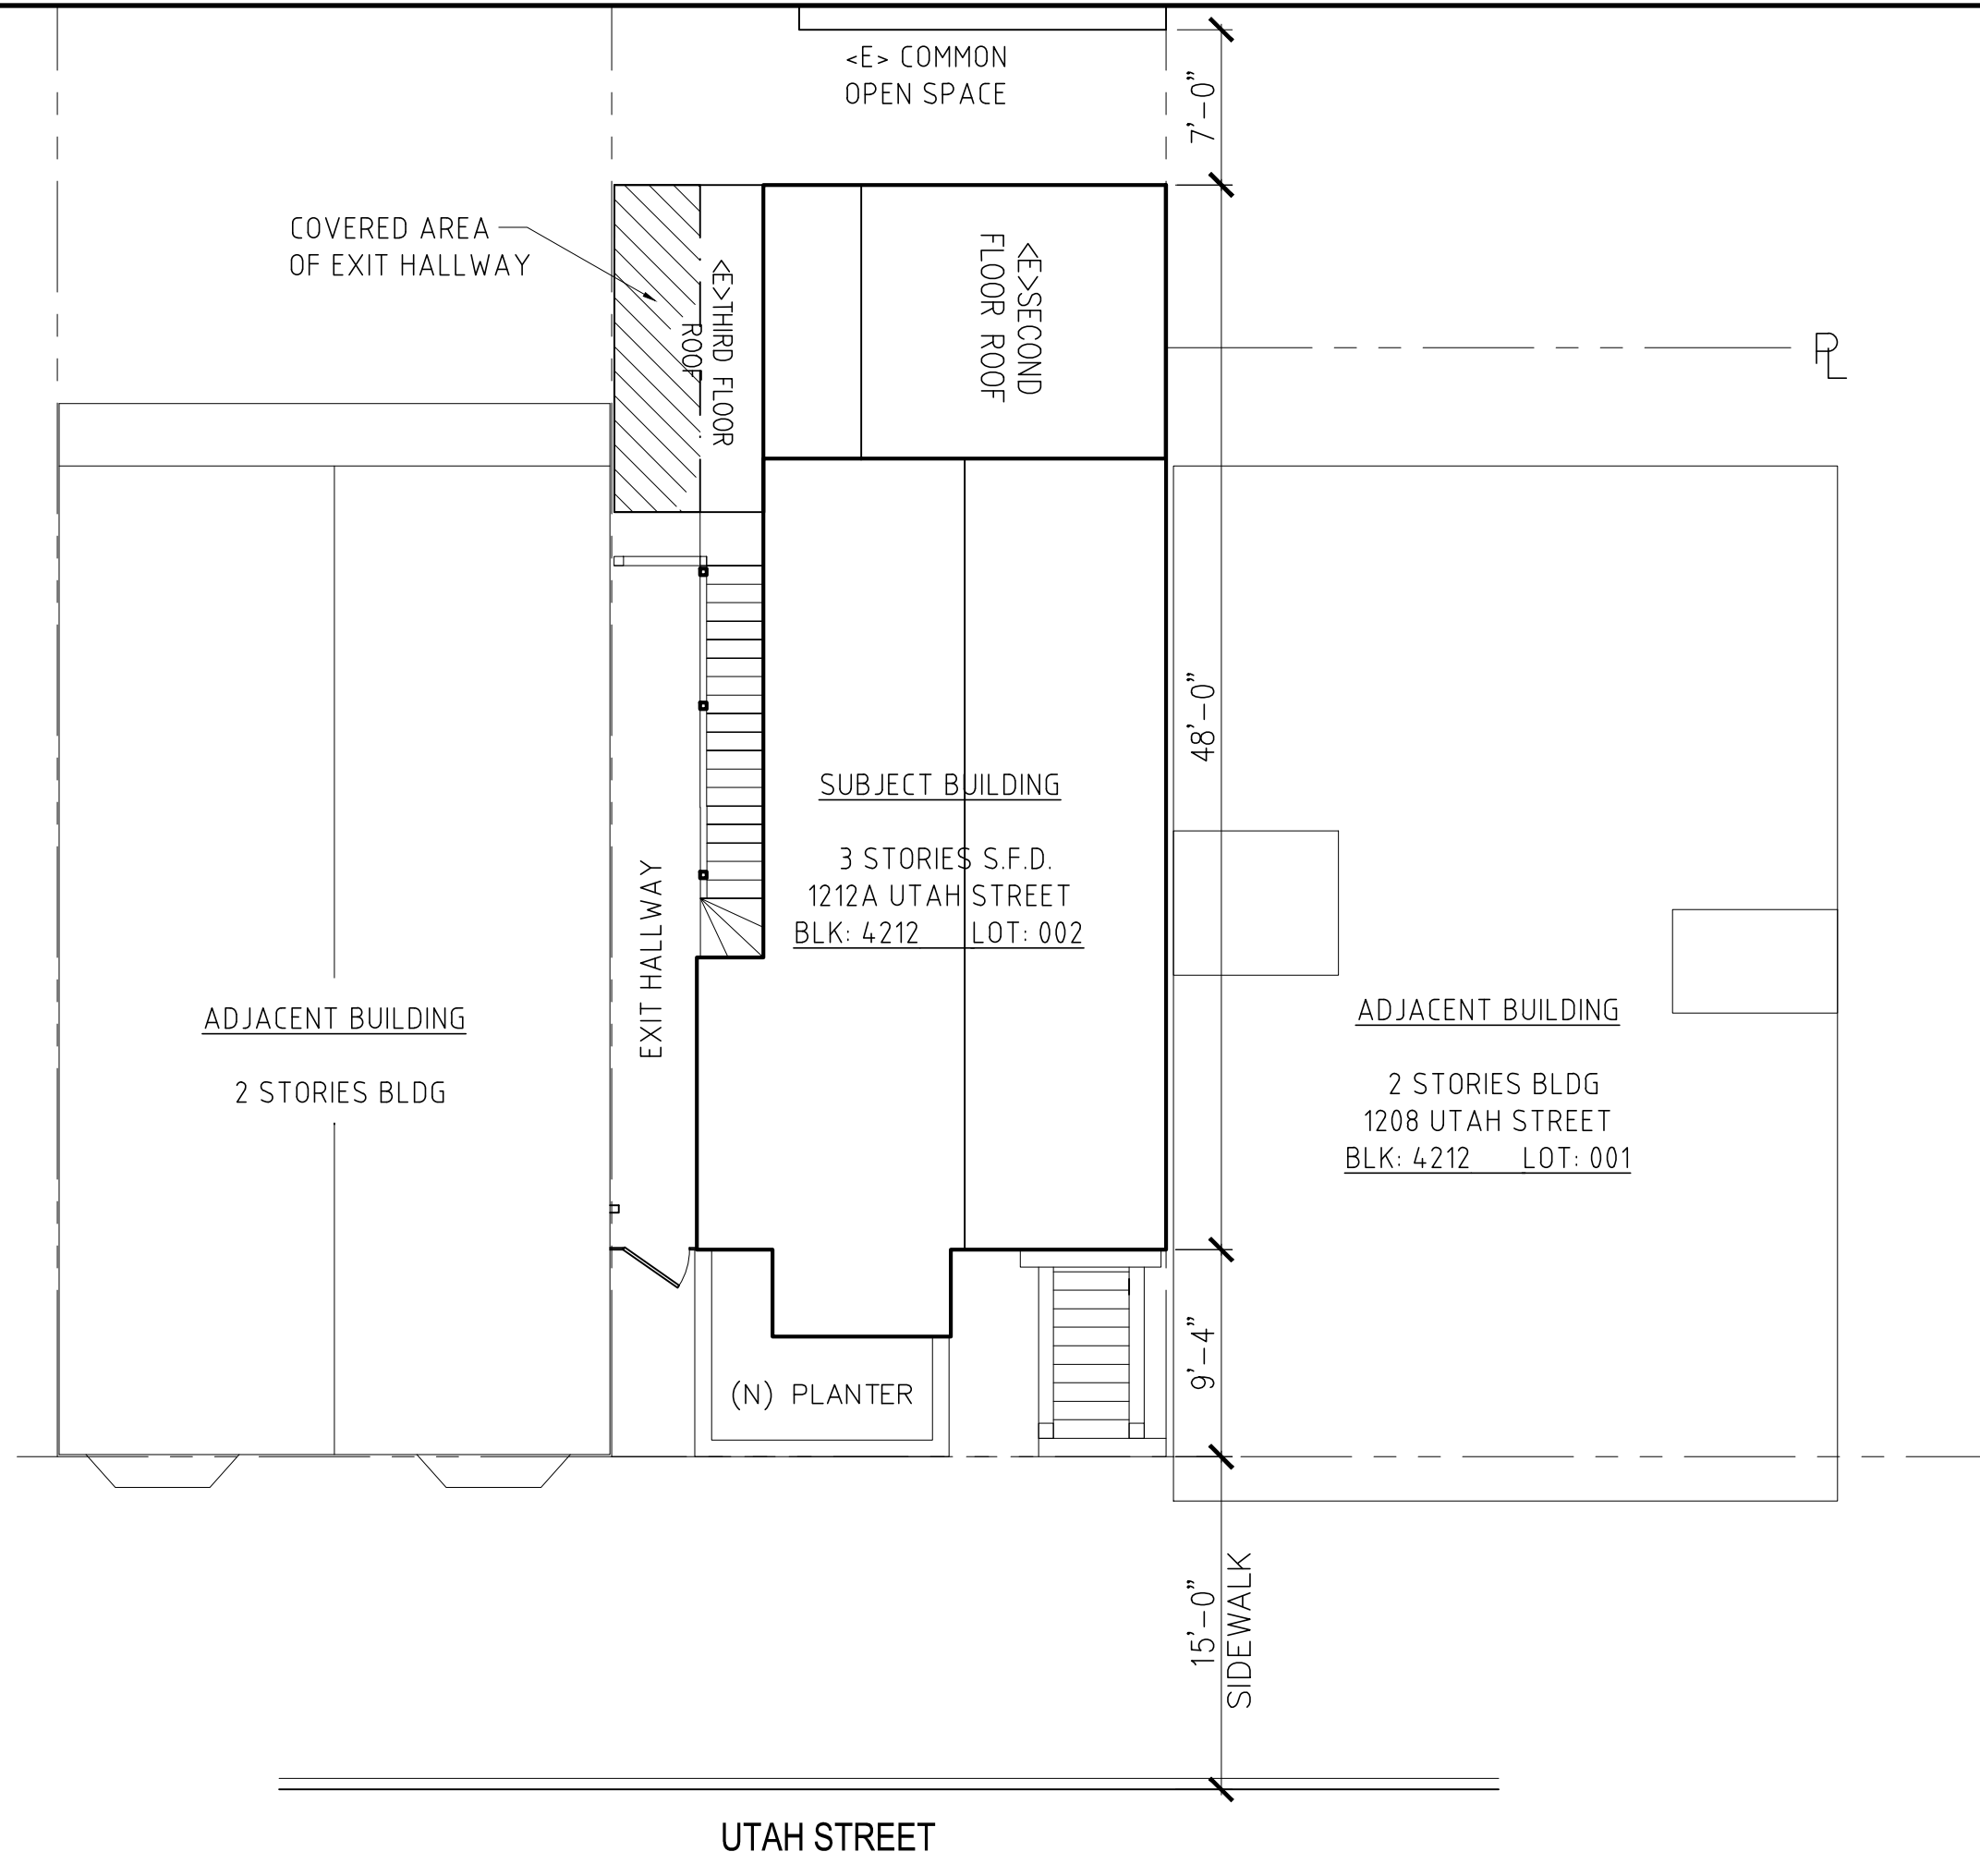 <E> COMMON
OPEN SPACE
7'-0"
COVERED AREA
OF EXIT HALLWAY
<E>THIRD FLOOR
ROOF
<E>SECOND
FLOOR ROOF
PL
48'-0"
SUBJECT BUILDING
3 STORIES S.F.D.
1212A UTAH STREET
BLK: 4212 LOT: 002
EXIT HALLWAY
ADJACENT BUILDING
2 STORIES BLDG
ADJACENT BUILDING
2 STORIES BLDG
1208 UTAH STREET
BLK: 4212 LOT: 001
9'-4"
(N) PLANTER
15'-0"
SIDEWALK
UTAH STREET